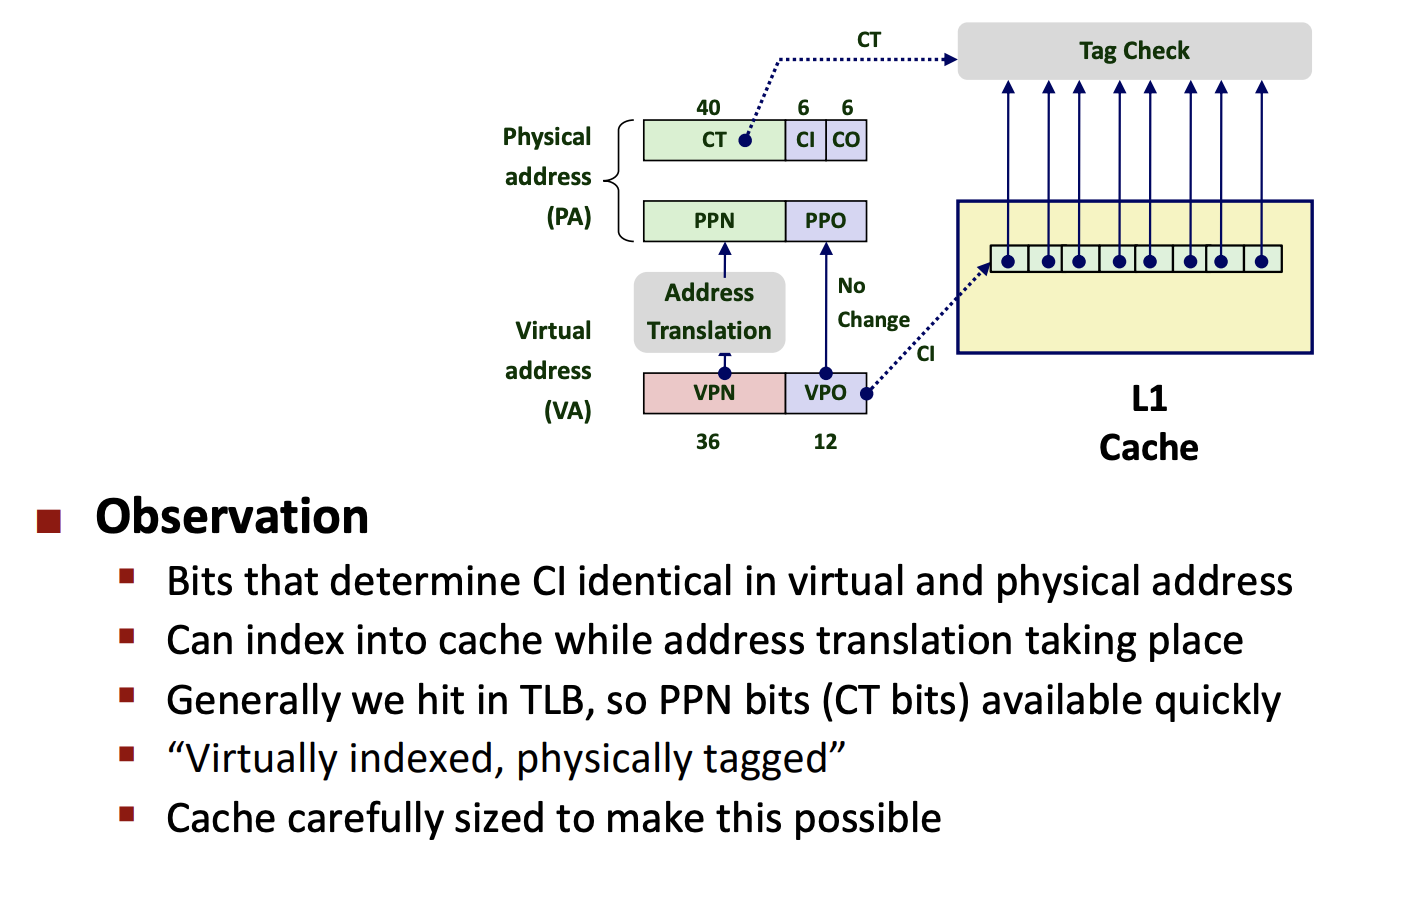 CT
Tag Check
40 6 6
Physical
address
(PA)
CT CI CO
PPN PPO
Address
Translation
No
Change
CI
Virtual
address
(VA)
VPN VPO
36 12
L1
Cache
Observation
Bits that determine CI identical in virtual and physical address
Can index into cache while address translation taking place
Generally we hit in TLB, so PPN bits (CT bits) available quickly
“Virtually indexed, physically tagged”
Cache carefully sized to make this possible